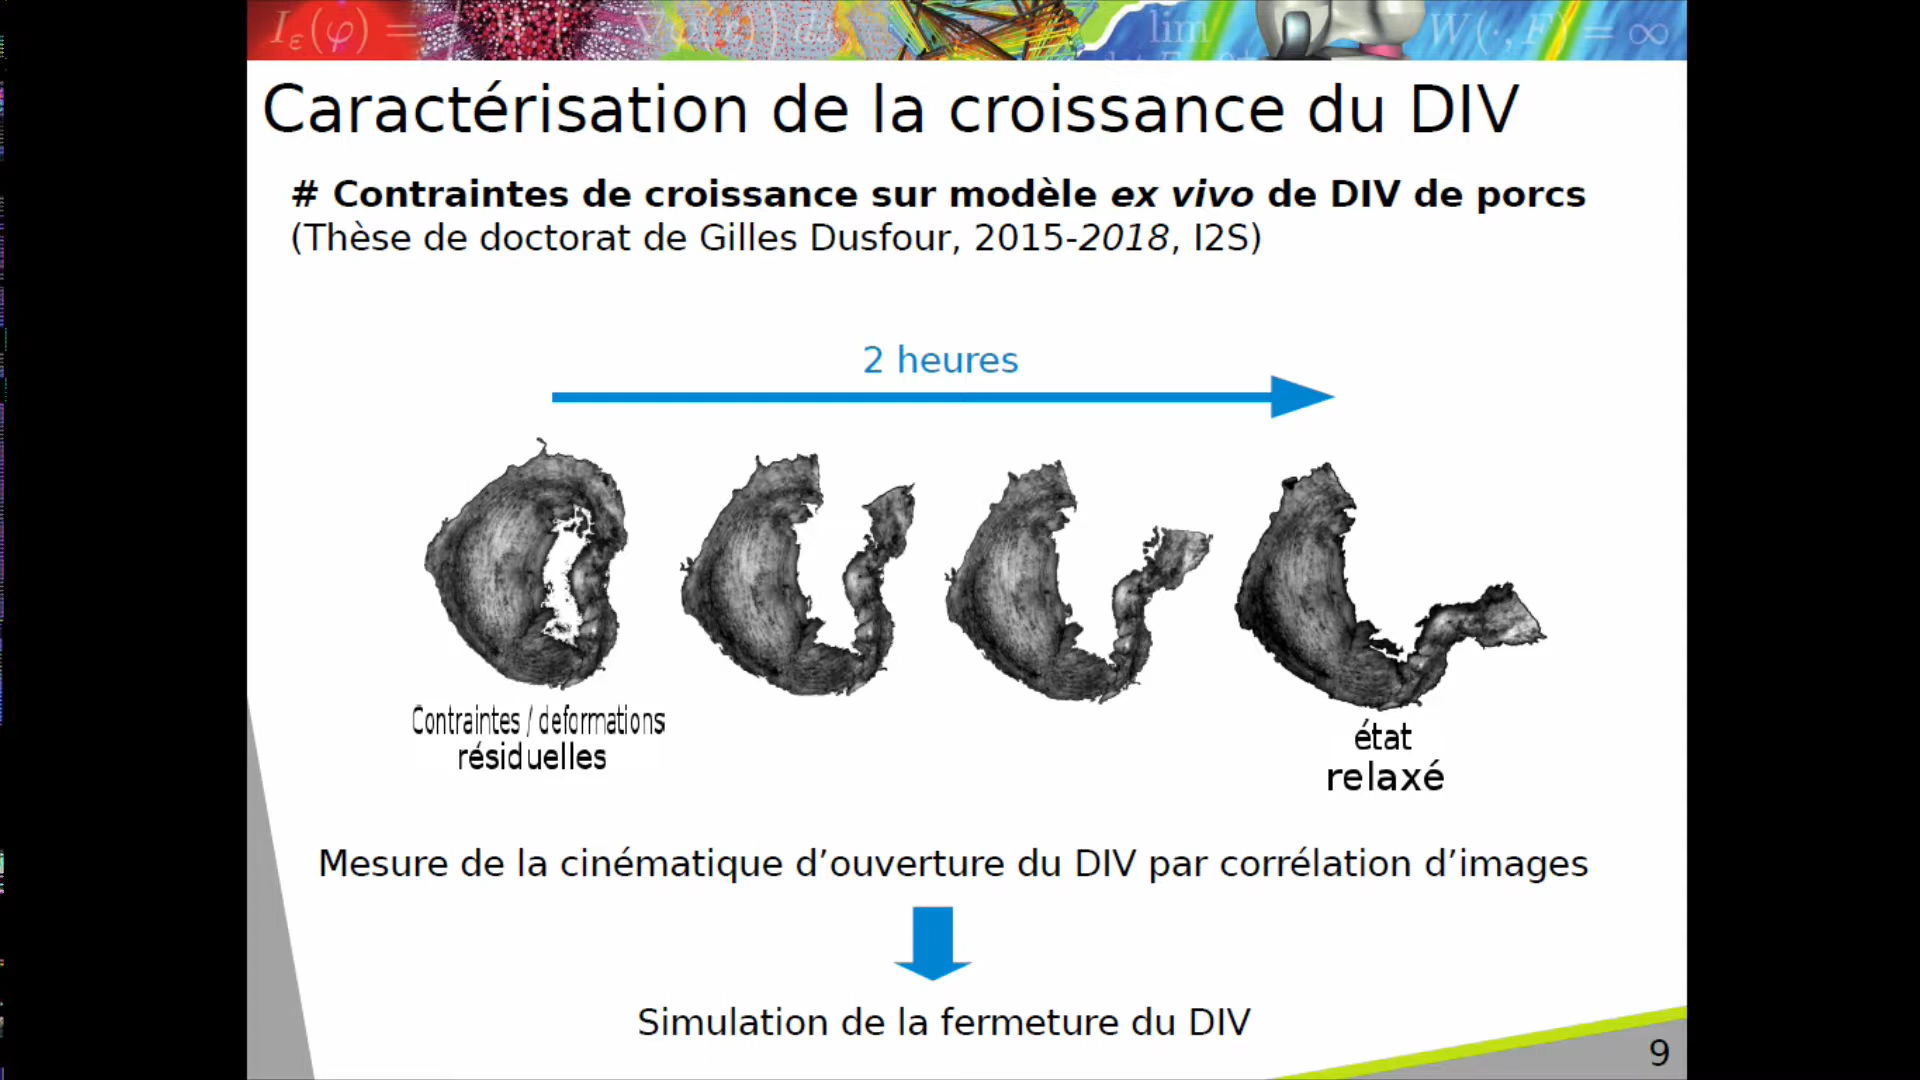 I_ε(φ) =
lim
W(·, F) = ∞
Caractérisation de la croissance du DIV
# Contraintes de croissance sur modèle ex vivo de DIV de porcs
(Thèse de doctorat de Gilles Dusfour, 2015-2018, I2S)
2 heures
Contraintes / deformations
résiduelles
état
relaxé
Mesure de la cinématique d’ouverture du DIV par corrélation d’images
Simulation de la fermeture du DIV
9